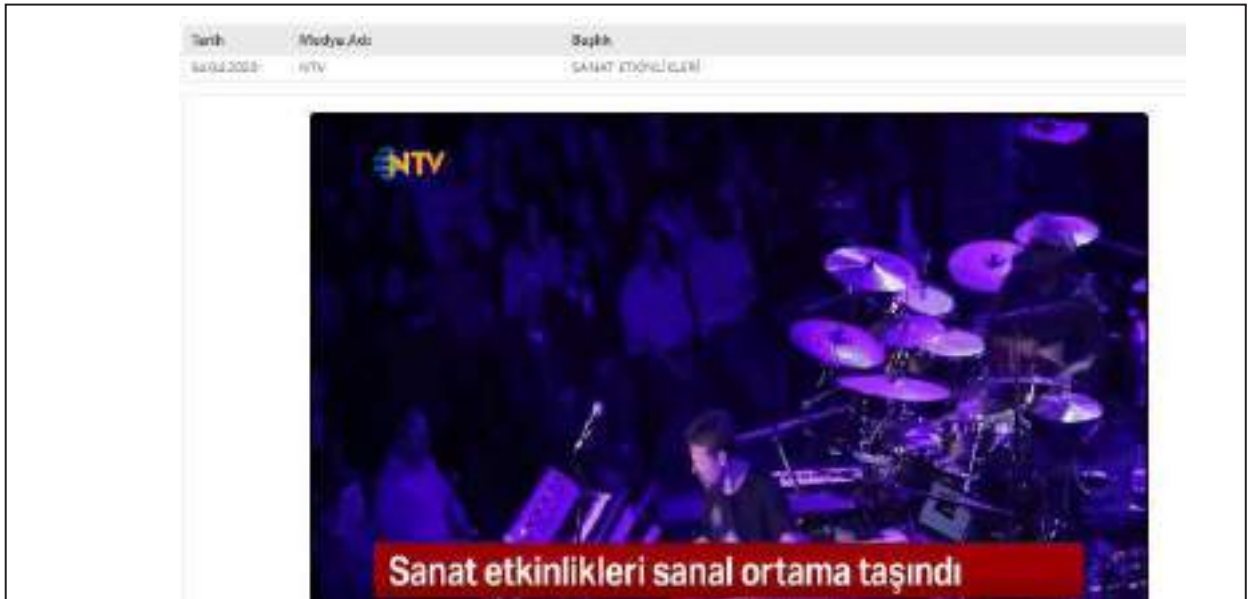 Tarih Medya Adı Başlık
NTV SANAT ETKİNLİKLERİ
NTV
Sanat etkinlikleri sanal ortama taşındı